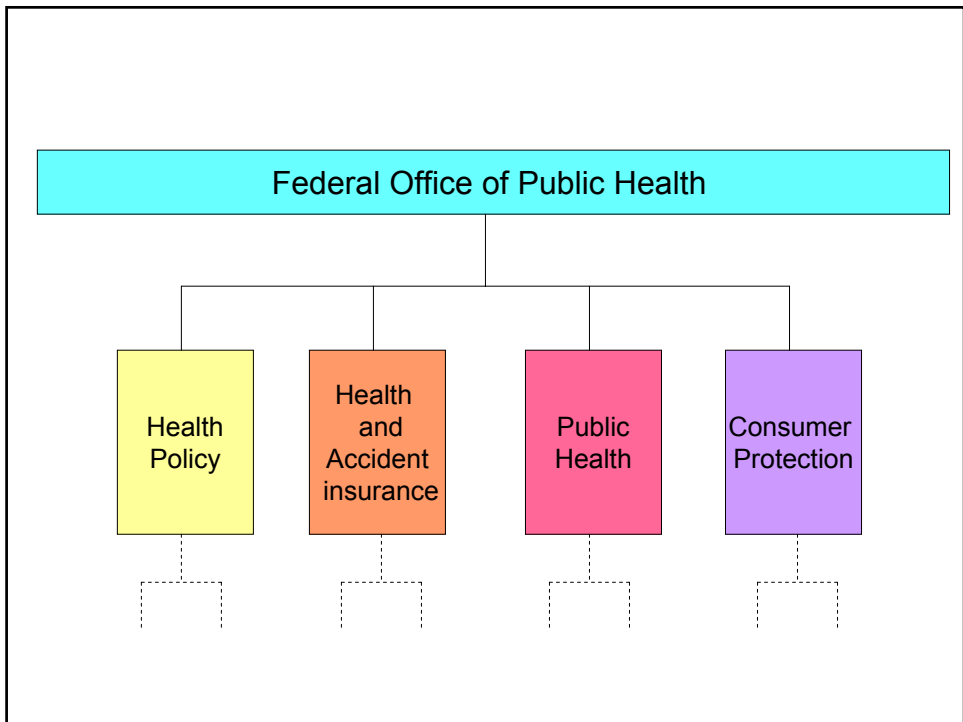 Federal Office of Public Health
Health
Policy
Health
and
Accident
insurance
Public
Health
Consumer
Protection